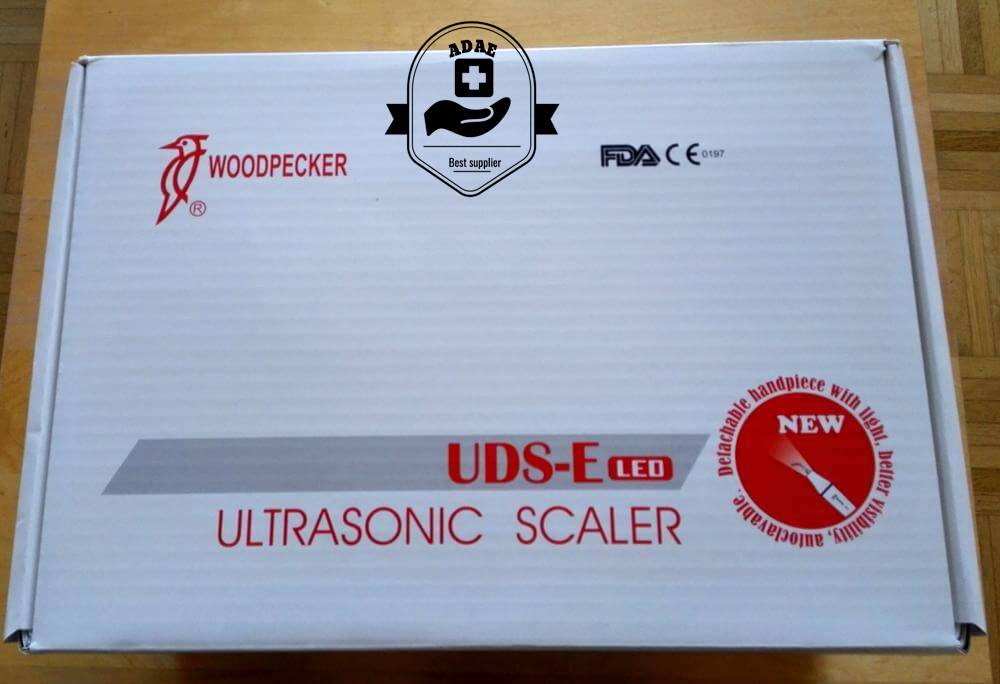 ADAE
Best supplier
WOODPECKER
®
FDA CE 0197
UDS-E LED
ULTRASONIC SCALER
Detachable handpiece with light, better visibility, autoclavable.
NEW